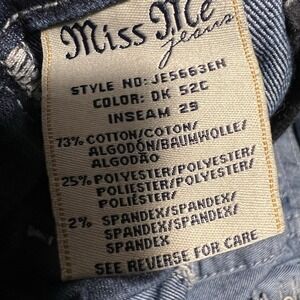 Miss Me
jeans
STYLE NO: JE5663EN
COLOR: DK 52C
INSEAM 29
73% COTTON/COTON/
ALGODÓN/BAUMWOLLE/
ALGODÃO
25% POLYESTER/POLYESTER/
POLIÉSTER/POLYESTER/
POLIÉSTER/
2% SPANDEX/SPANDEX/
SPANDEX/SPANDEX/
SPANDEX
SEE REVERSE FOR CARE